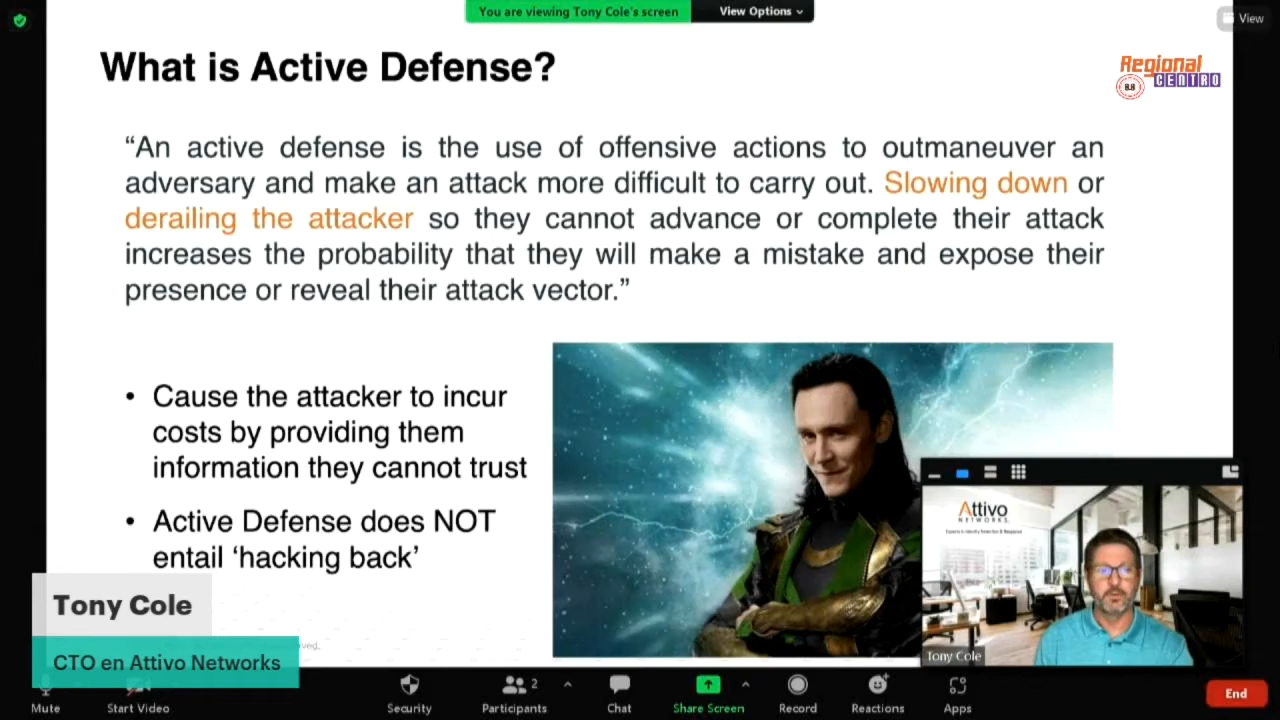 You are viewing Tony Cole's screen
View Options
View
What is Active Defense?
Regional
8.8
CENTRO
“An active defense is the use of offensive actions to outmaneuver an
adversary and make an attack more difficult to carry out. Slowing down or
derailing the attacker so they cannot advance or complete their attack
increases the probability that they will make a mistake and expose their
presence or reveal their attack vector.”
• Cause the attacker to incur
costs by providing them
information they cannot trust
• Active Defense does NOT
entail ‘hacking back’
Attivo
NETWORKS.
Tony Cole
Tony Cole
CTO en Attivo Networks
Mute
Start Video
Security
Participants
2
Chat
Share Screen
Record
Reactions
Apps
End